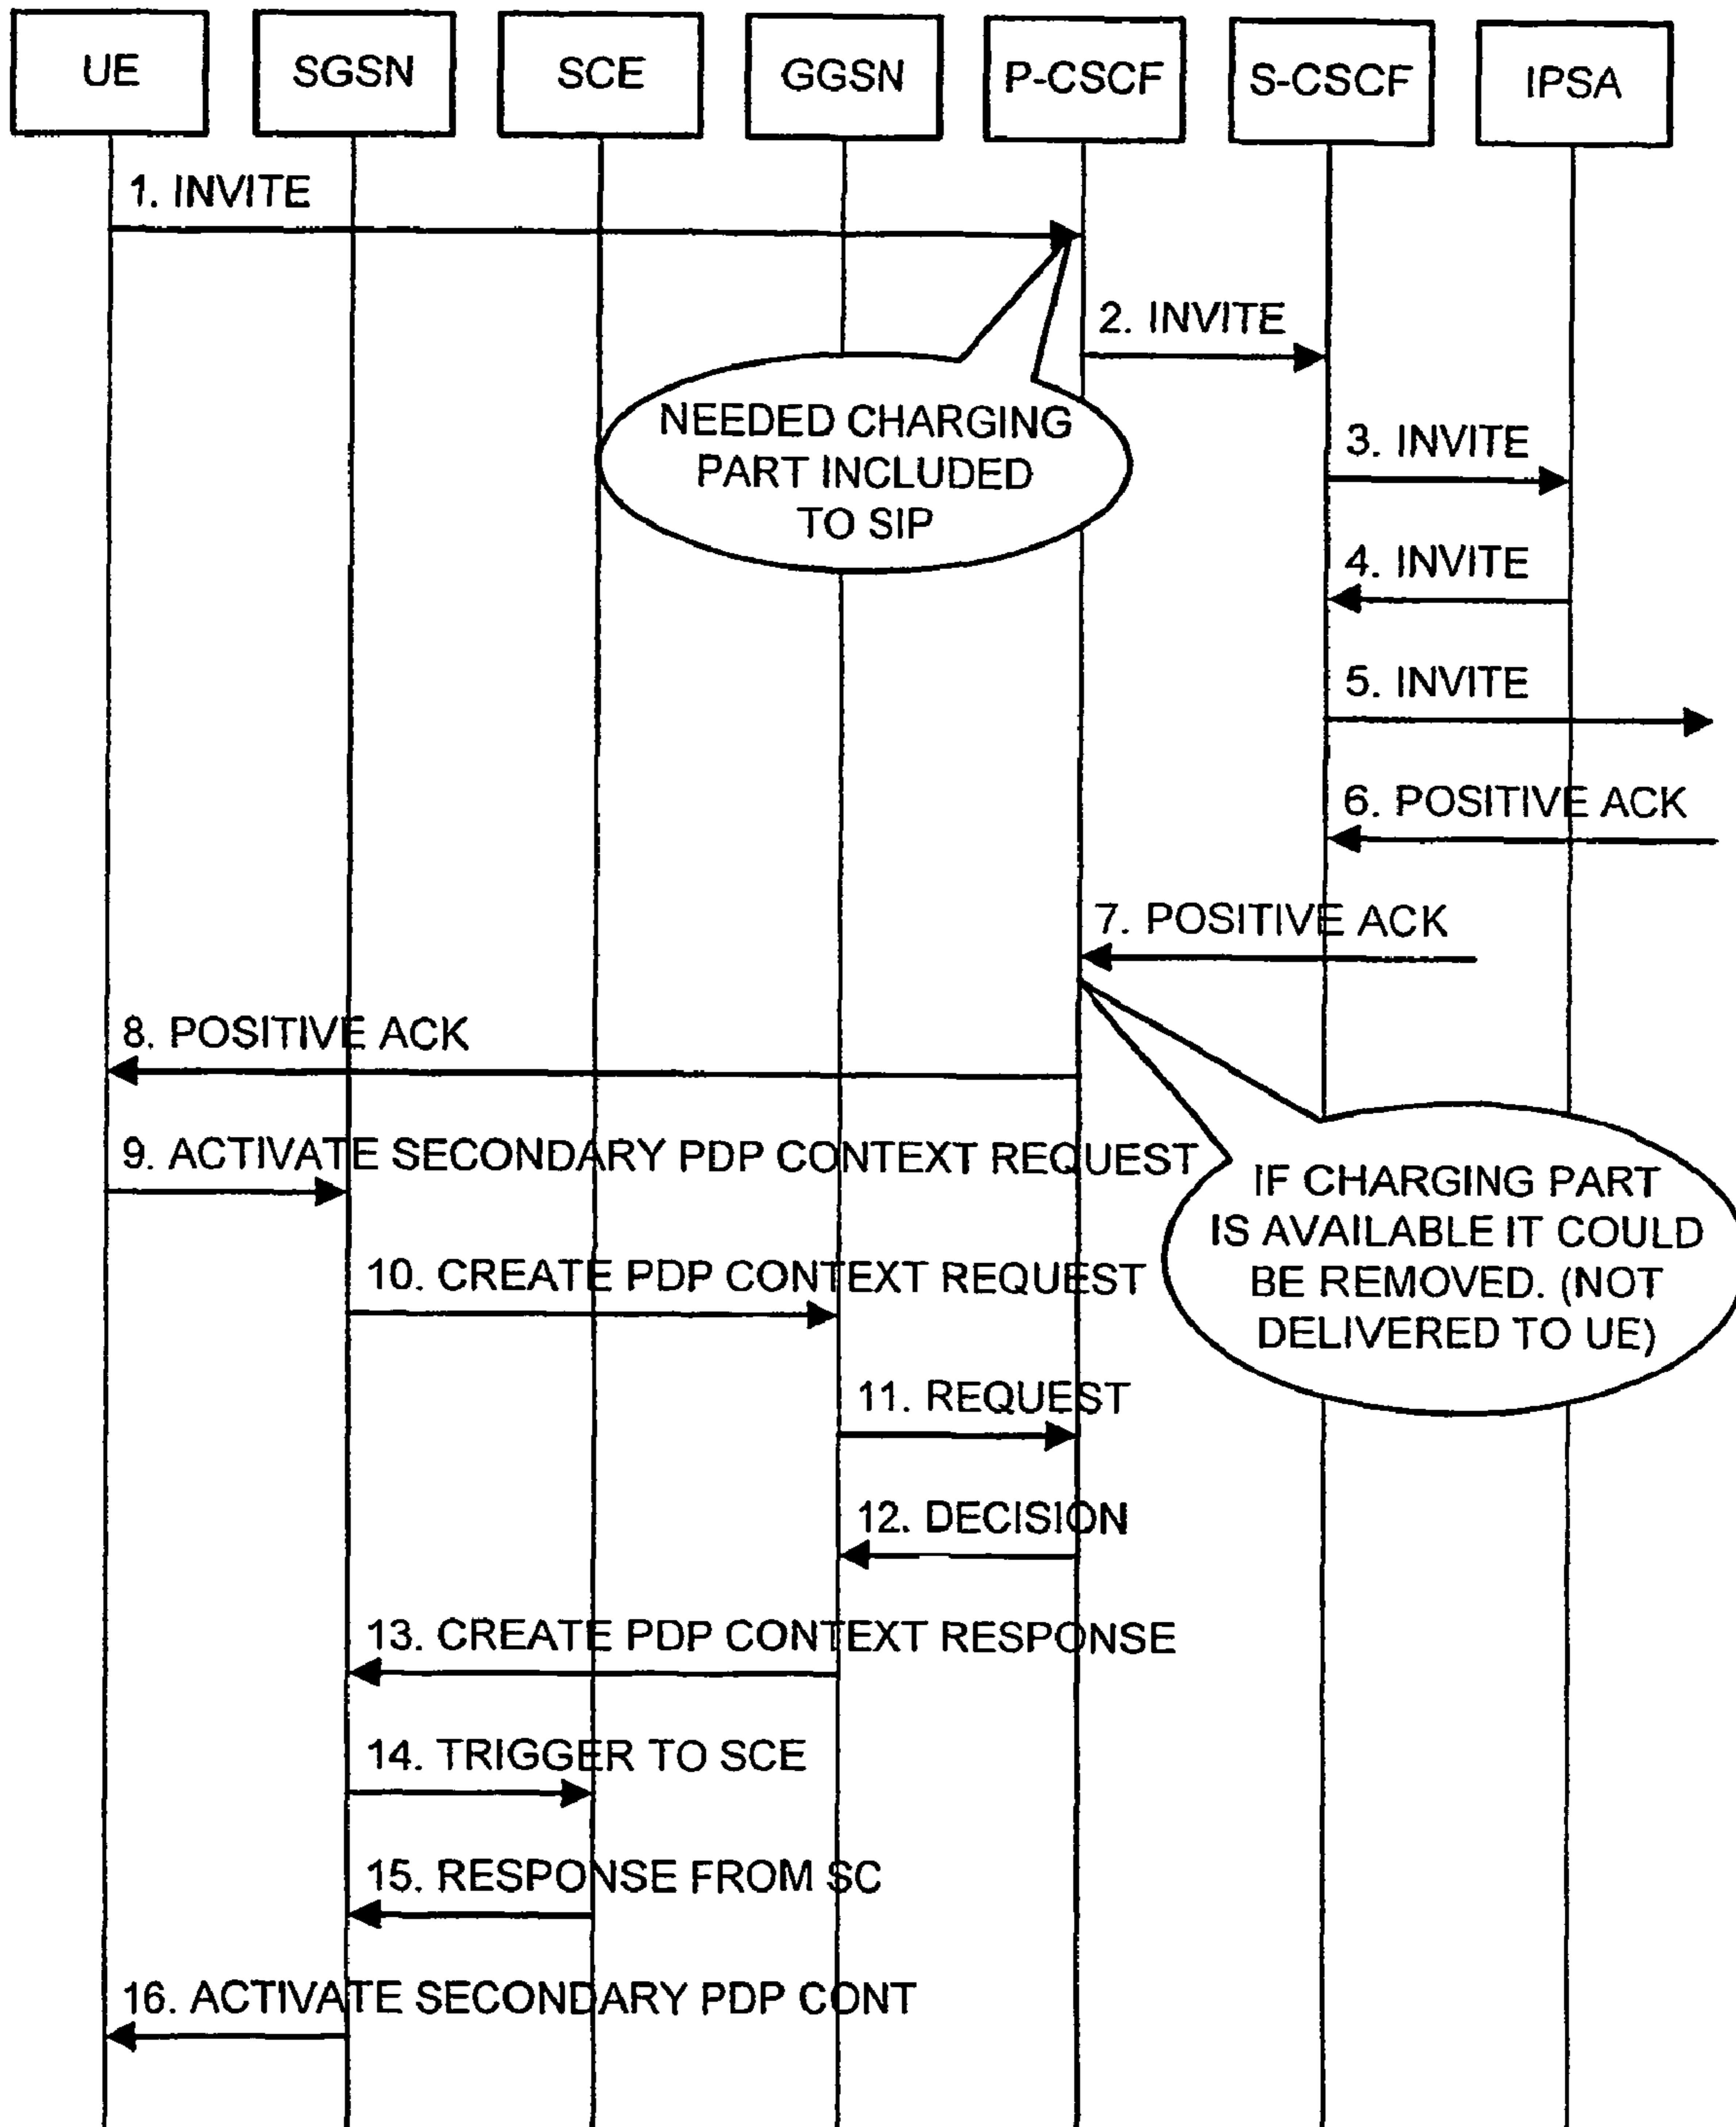 UE
SGSN
SCE
GGSN
P-CSCF
S-CSCF
IPSA
1. INVITE
2. INVITE
NEEDED CHARGING
PART INCLUDED
TO SIP
3. INVITE
4. INVITE
5. INVITE
6. POSITIVE ACK
7. POSITIVE ACK
8. POSITIVE ACK
9. ACTIVATE SECONDARY PDP CONTEXT REQUEST
IF CHARGING PART
IS AVAILABLE IT COULD
BE REMOVED. (NOT
DELIVERED TO UE)
10. CREATE PDP CONTEXT REQUEST
11. REQUEST
12. DECISION
13. CREATE PDP CONTEXT RESPONSE
14. TRIGGER TO SCE
15. RESPONSE FROM SC
16. ACTIVATE SECONDARY PDP CONT